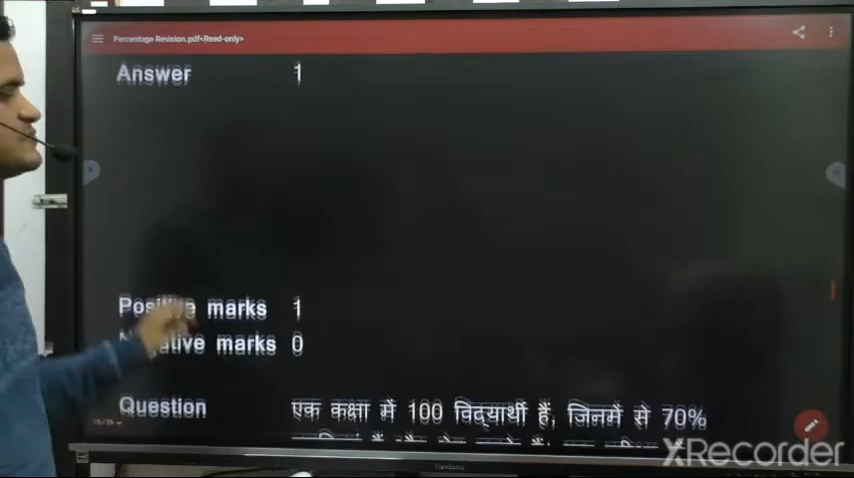 Percentage Revision.pdf<Read-only>
Answer 1
Positive marks 1
Negative marks 0
Question एक कक्षा में 100 विद्यार्थी हैं, जिनमें से 70%
XRecorder